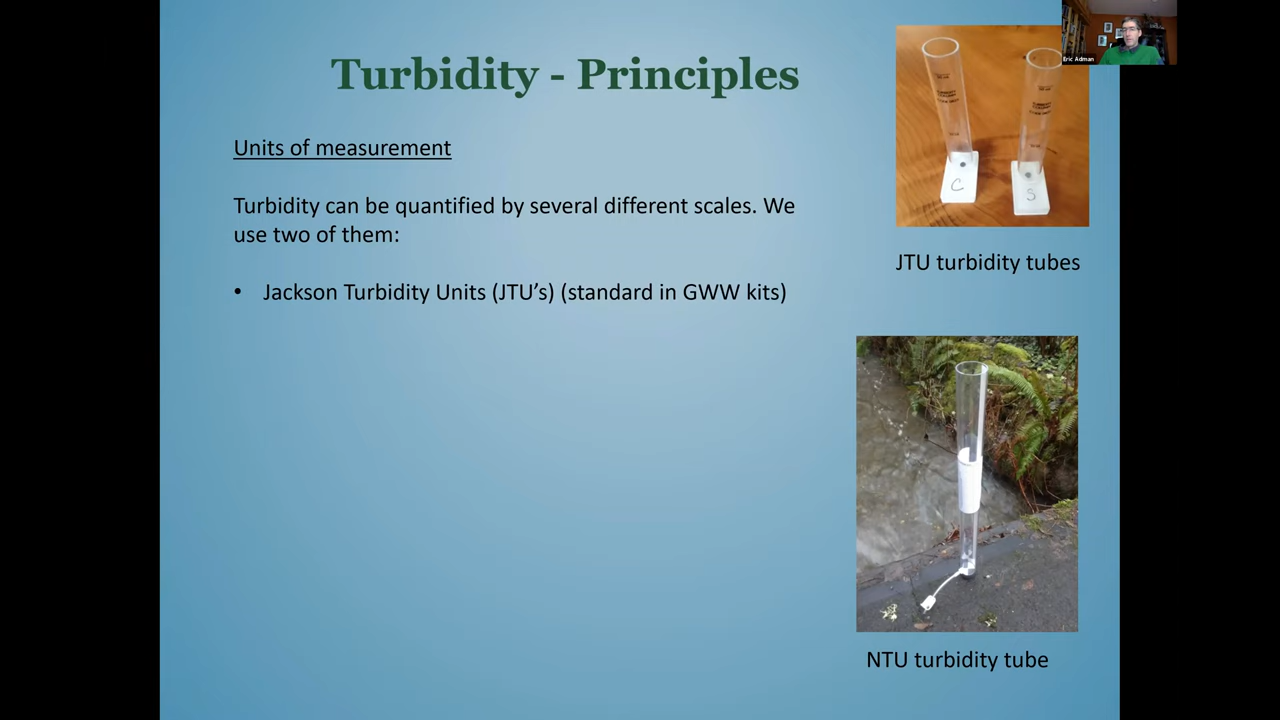 Turbidity - Principles
Units of measurement
Turbidity can be quantified by several different scales. We
use two of them:
• Jackson Turbidity Units (JTU's) (standard in GWW kits)
C
S
JTU turbidity tubes
NTU turbidity tube
Eric Adman